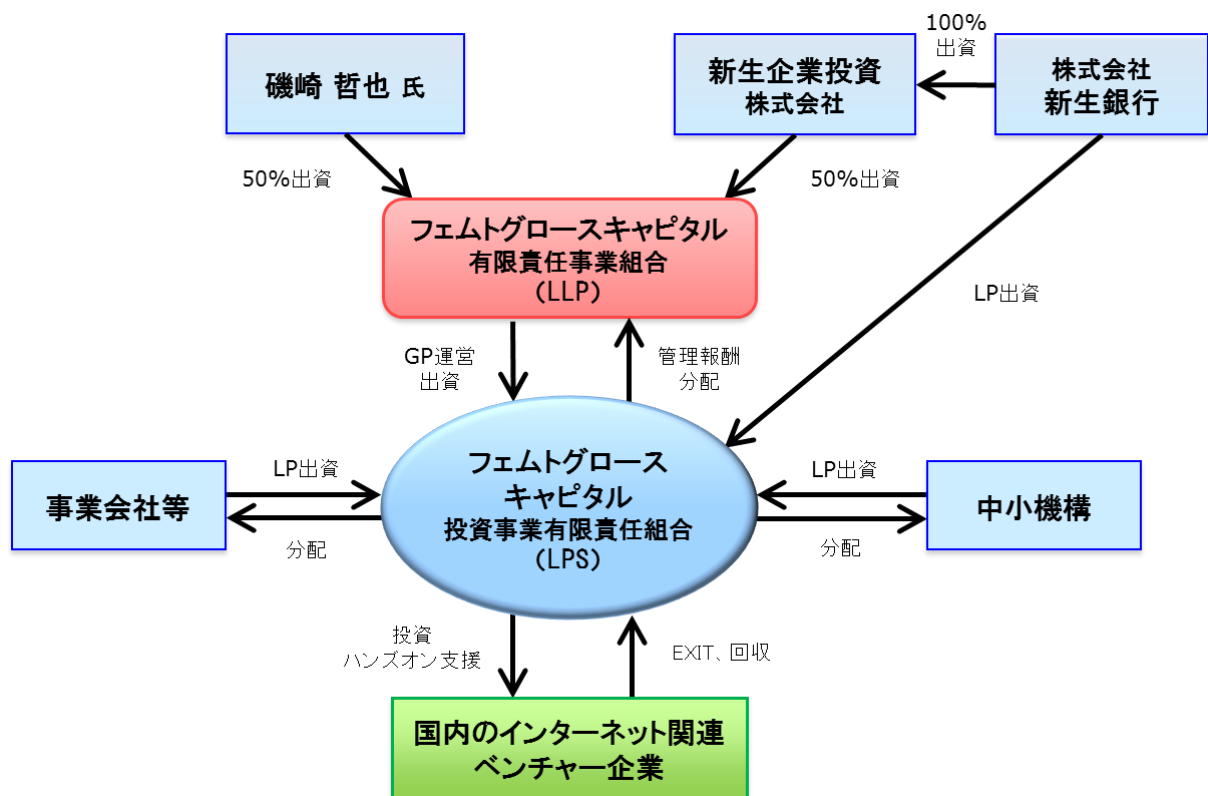 100%
出資
磯崎 哲也 氏
新生企業投資
株式会社
株式会社
新生銀行
50%出資
50%出資
フェムトグロースキャピタル
有限責任事業組合
(LLP)
LP出資
GP運営
出資
管理報酬
分配
事業会社等
LP出資
分配
フェムトグロース
キャピタル
投資事業有限責任組合
(LPS)
LP出資
分配
中小機構
投資
ハンズオン支援
EXIT、回収
国内のインターネット関連
ベンチャー企業